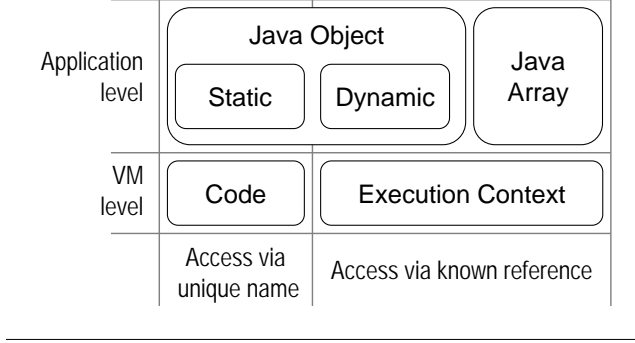 Java Object
Application level
Static
Dynamic
Java Array
VM level
Code
Execution Context
Access via unique name
Access via known reference